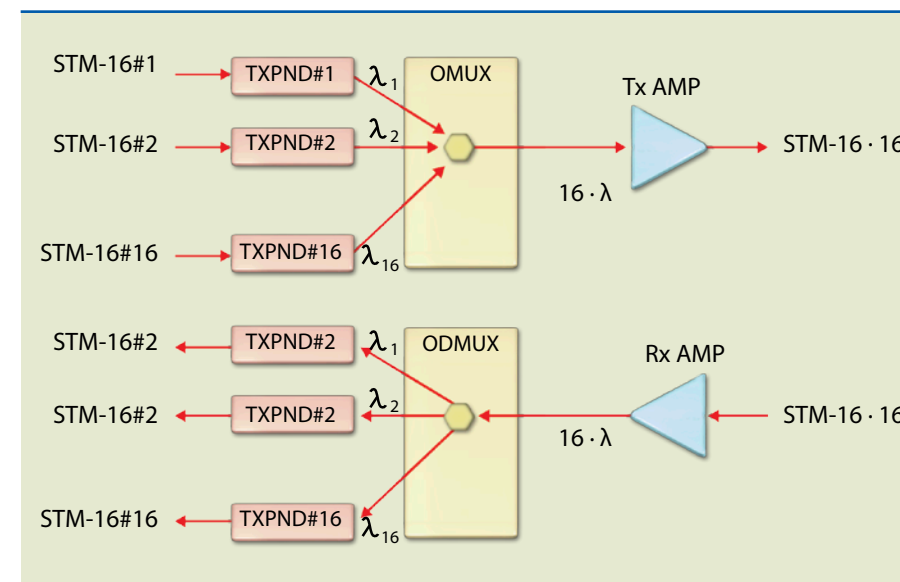 STM-16#1 TXPND#1 λ1 OMUX
Tx AMP
STM-16#2 TXPND#2 λ2 STM-16 · 16
16 · λ
STM-16#16 TXPND#16 λ16
STM-16#2 TXPND#2 λ1 ODMUX
Rx AMP
STM-16#2 TXPND#2 λ2 STM-16 · 16
16 · λ
STM-16#16 TXPND#16 λ16